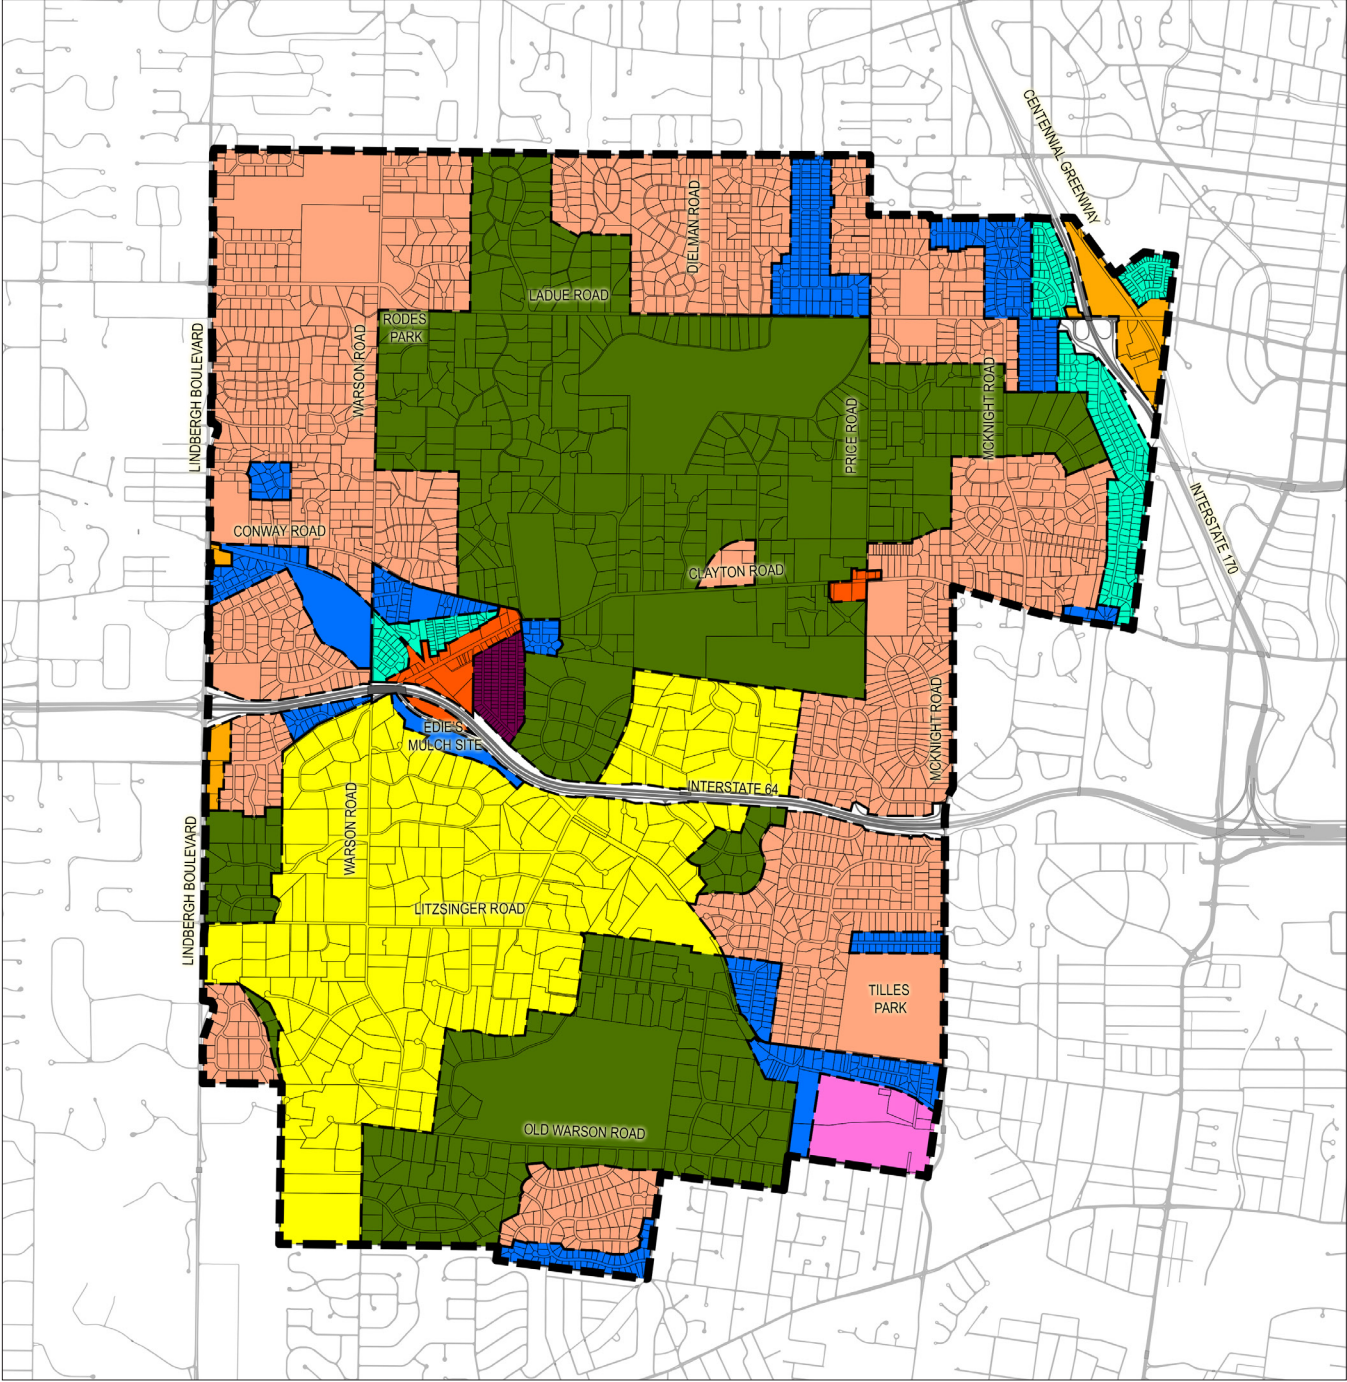 CENTENNIAL GREENWAY
DIELMAN ROAD
LADUE ROAD
RODES
PARK
LINDBERGH BOULEVARD
WARSON ROAD
PRICE ROAD
MCKNIGHT ROAD
INTERSTATE 170
CONWAY ROAD
CLAYTON ROAD
MCKNIGHT ROAD
EDIE'S
MULCH SITE
INTERSTATE 64
WARSON ROAD
LINDBERGH BOULEVARD
LITZSINGER ROAD
TILLES
PARK
OLD WARSON ROAD